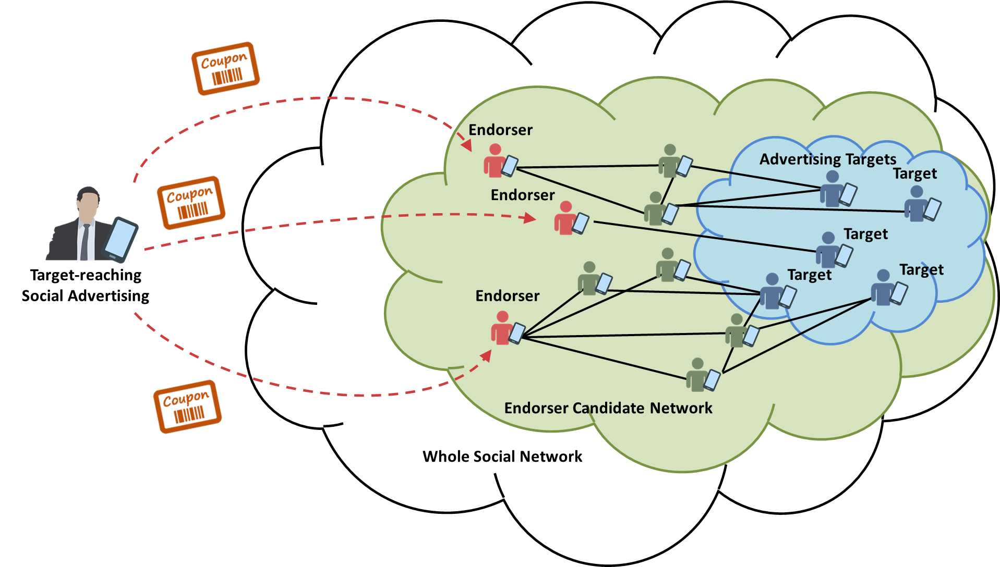 Coupon
Endorser
Advertising Targets
Target
Coupon
Endorser
Target
Target-reaching
Social Advertising
Target
Target
Endorser
Coupon
Endorser Candidate Network
Whole Social Network